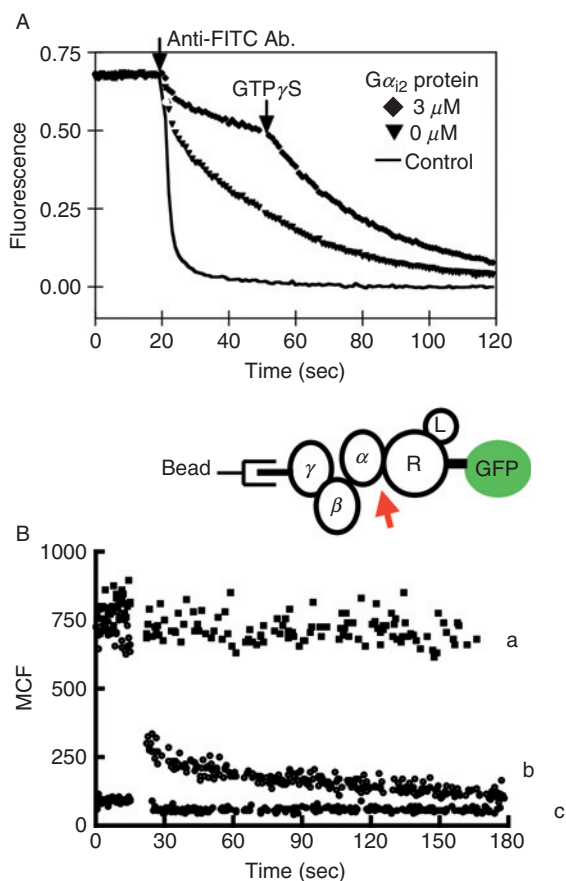 A
Anti-FITC Ab.
GTPγS
Gαi2 protein
3 μM
0 μM
Control
Fluorescence
0.75
0.50
0.25
0.00
0 20 40 60 80 100 120
Time (sec)
Bead
γ
β
α
R
L
GFP
B
MCF
1000
750
500
250
0
a
b
c
0 30 60 90 120 150 180
Time (sec)